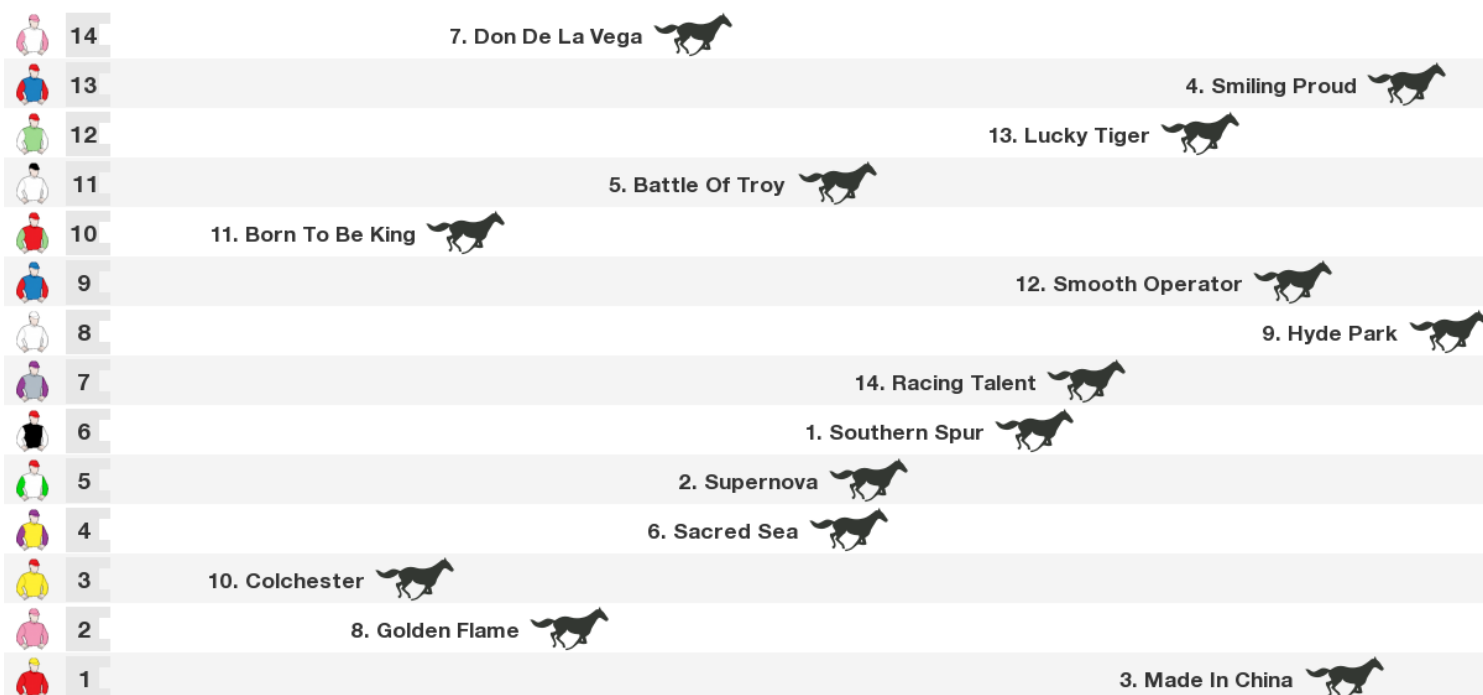 14 7. Don De La Vega
13 4. Smiling Proud
12 13. Lucky Tiger
11 5. Battle Of Troy
10 11. Born To Be King
9 12. Smooth Operator
8 9. Hyde Park
7 14. Racing Talent
6 1. Southern Spur
5 2. Supernova
4 6. Sacred Sea
3 10. Colchester
2 8. Golden Flame
1 3. Made In China